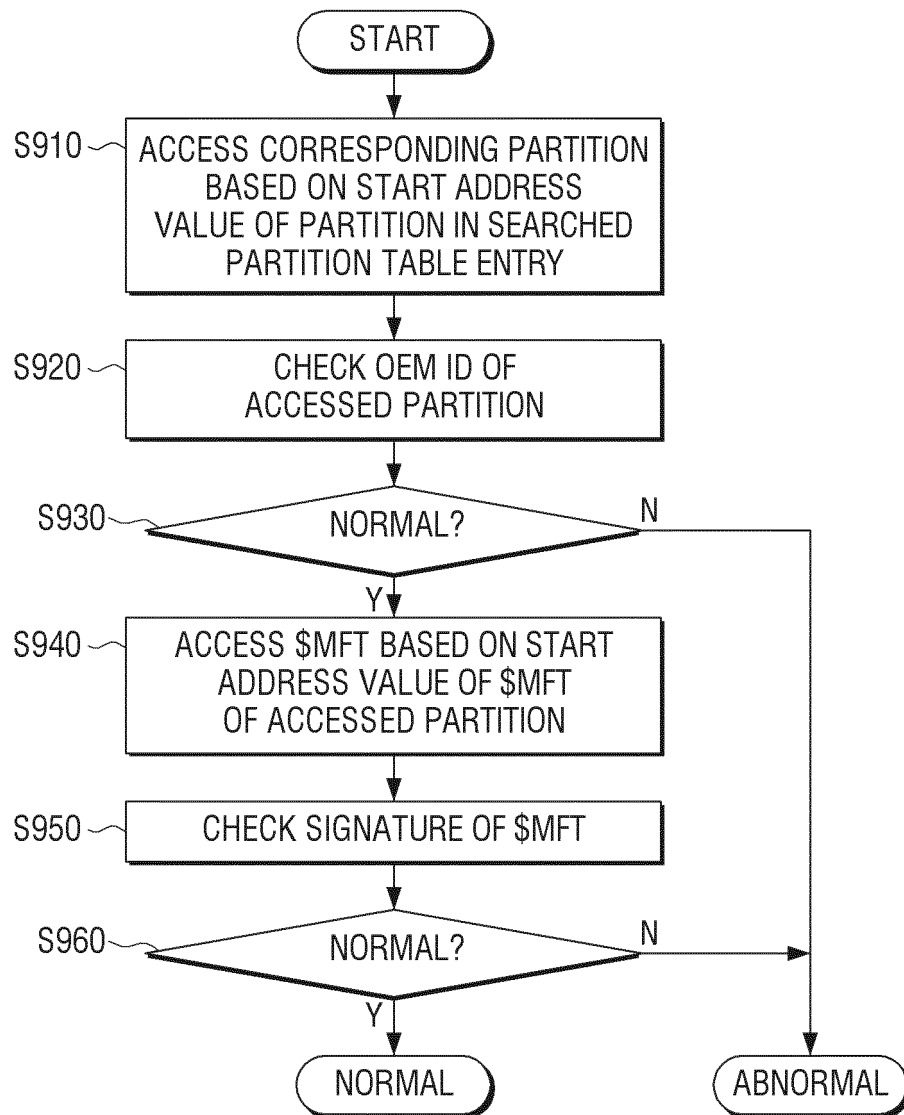 START
S910
ACCESS CORRESPONDING PARTITION
BASED ON START ADDRESS
VALUE OF PARTITION IN SEARCHED
PARTITION TABLE ENTRY
S920
CHECK OEM ID OF
ACCESSED PARTITION
S930
NORMAL?
N
Y
S940
ACCESS $MFT BASED ON START
ADDRESS VALUE OF $MFT
OF ACCESSED PARTITION
S950
CHECK SIGNATURE OF $MFT
S960
NORMAL?
N
Y
NORMAL
ABNORMAL